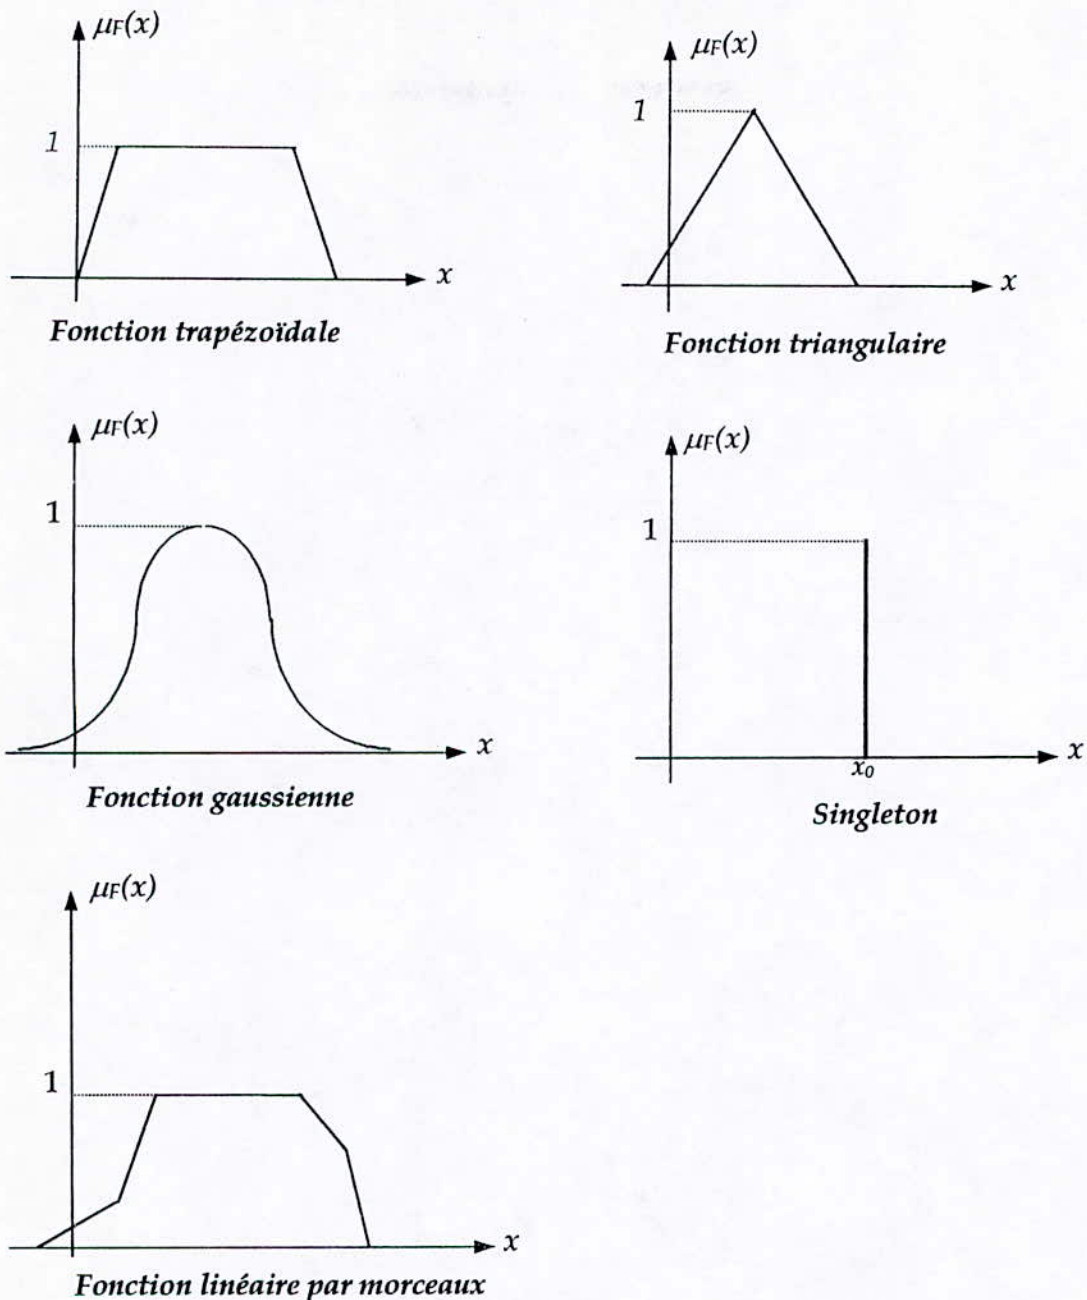 μF(x)
1
x
Fonction trapézoïdale
μF(x)
1
x
Fonction triangulaire
μF(x)
1
x
Fonction gaussienne
μF(x)
1
x0
x
Singleton
μF(x)
1
x
Fonction linéaire par morceaux